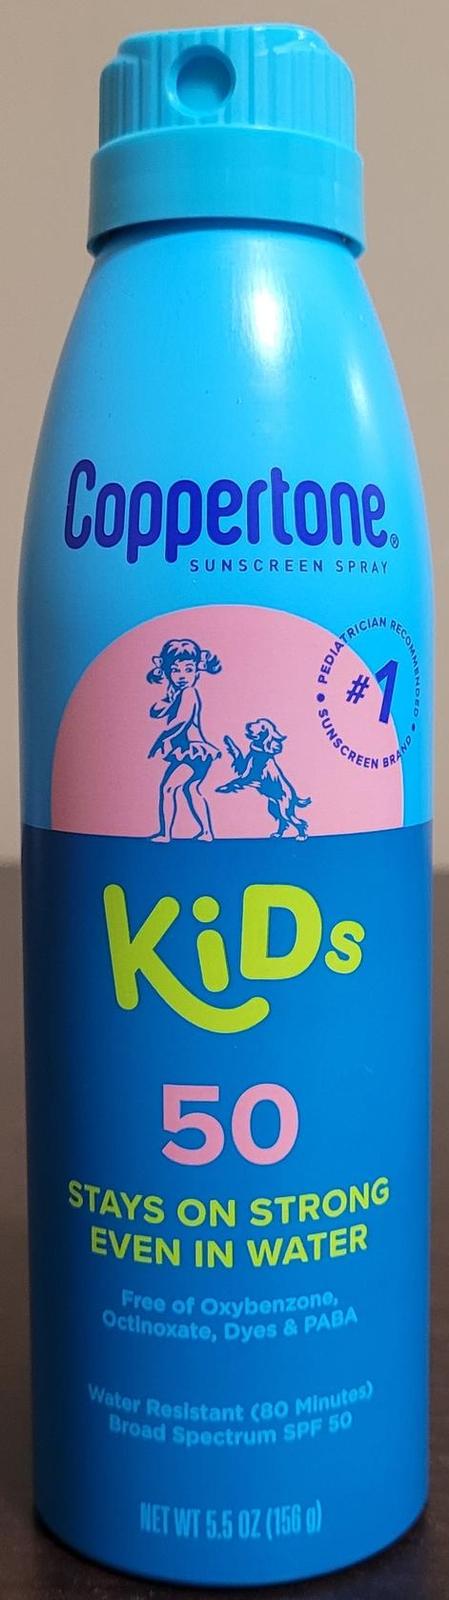 Coppertone®
SUNSCREEN SPRAY
PEDIATRICIAN RECOMMENDED
#1
• SUNSCREEN BRAND •
KiDs
50
STAYS ON STRONG
EVEN IN WATER
Free of Oxybenzone,
Octinoxate, Dyes & PABA
Water Resistant (80 Minutes)
Broad Spectrum SPF 50
NET WT 5.5 OZ (156 g)